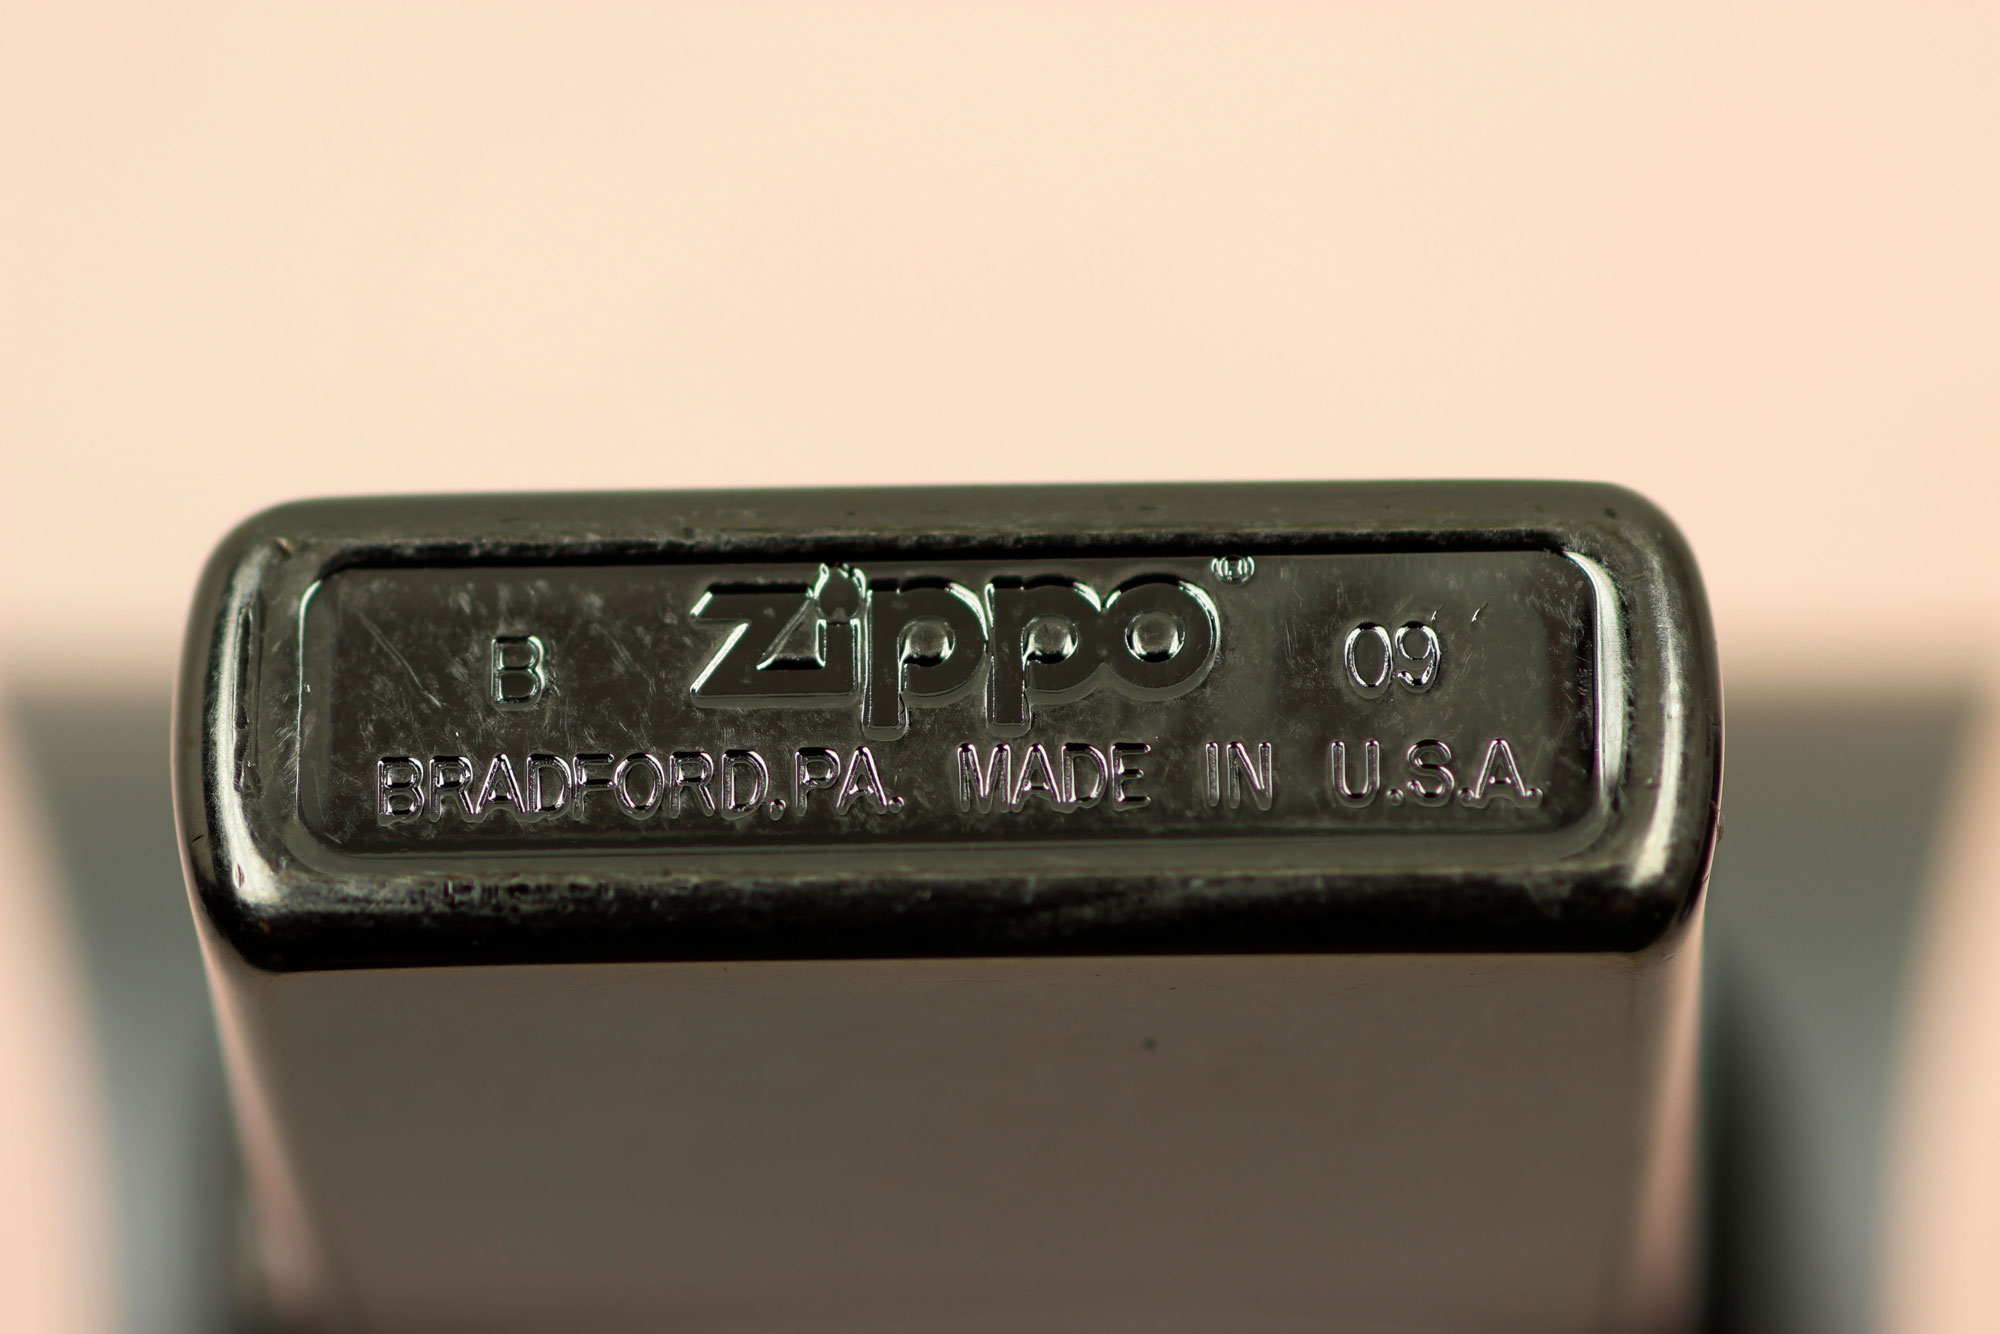 B Zippo® 09
BRADFORD,PA. MADE IN U.S.A.